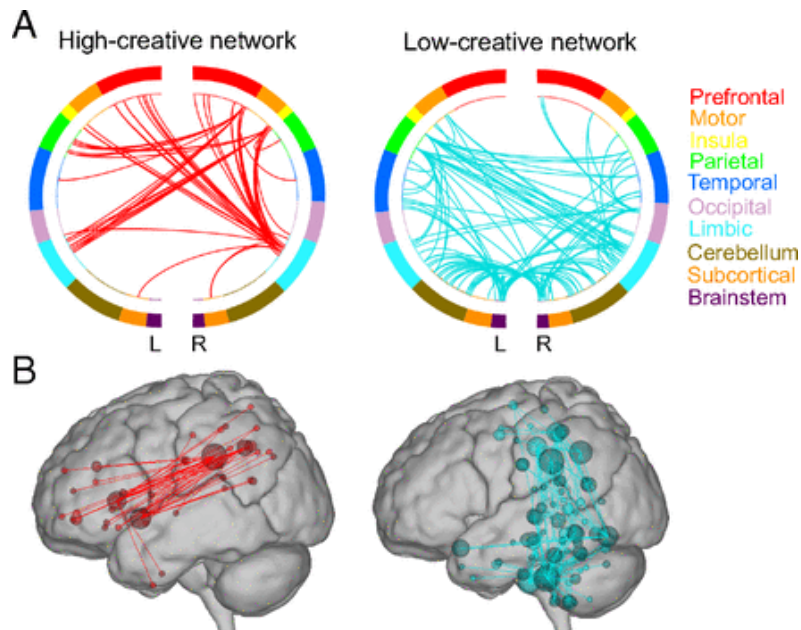 A
High-creative network
Low-creative network
Prefrontal
Motor
Insula
Parietal
Temporal
Occipital
Limbic
Cerebellum
Subcortical
Brainstem
L R
L R
B